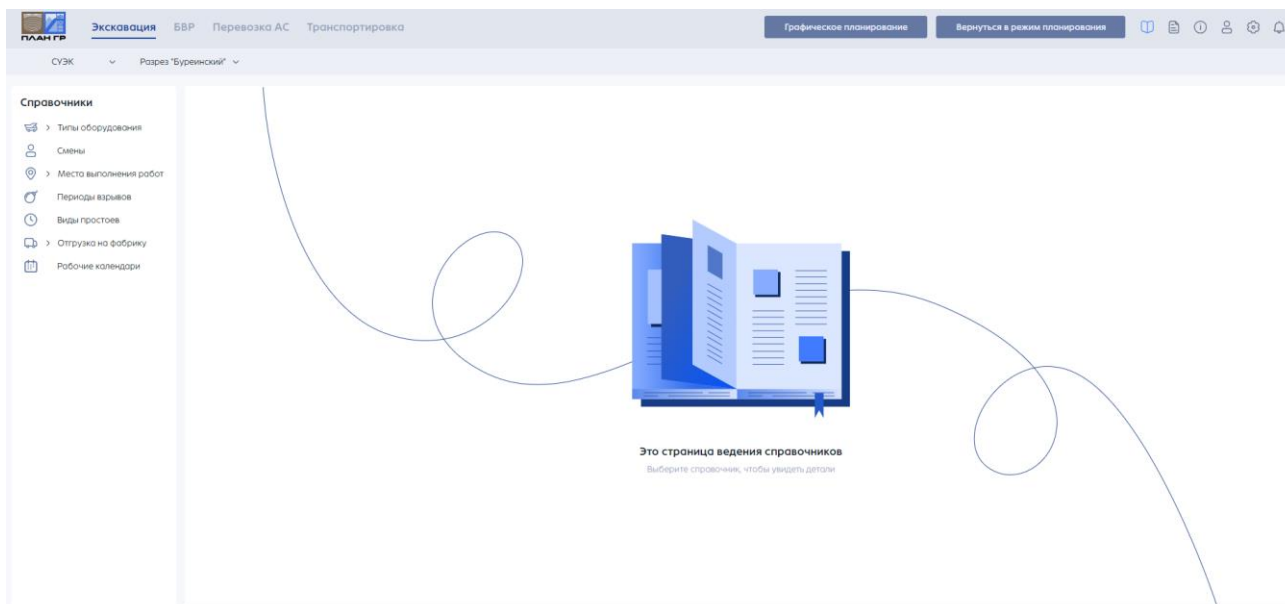 ПЛАН ГР
Экскавация БВР Перевозка АС Транспортировка Графическое планирование Вернуться в режим планирования
СУЭК Разрез "Буреинский"
Справочники
Типы оборудования
Смены
Места выполнения работ
Периоды взрывов
Виды простоев
Отгрузка на фабрику
Рабочие календари
Это страница ведения справочников
Выберите справочник, чтобы увидеть детали